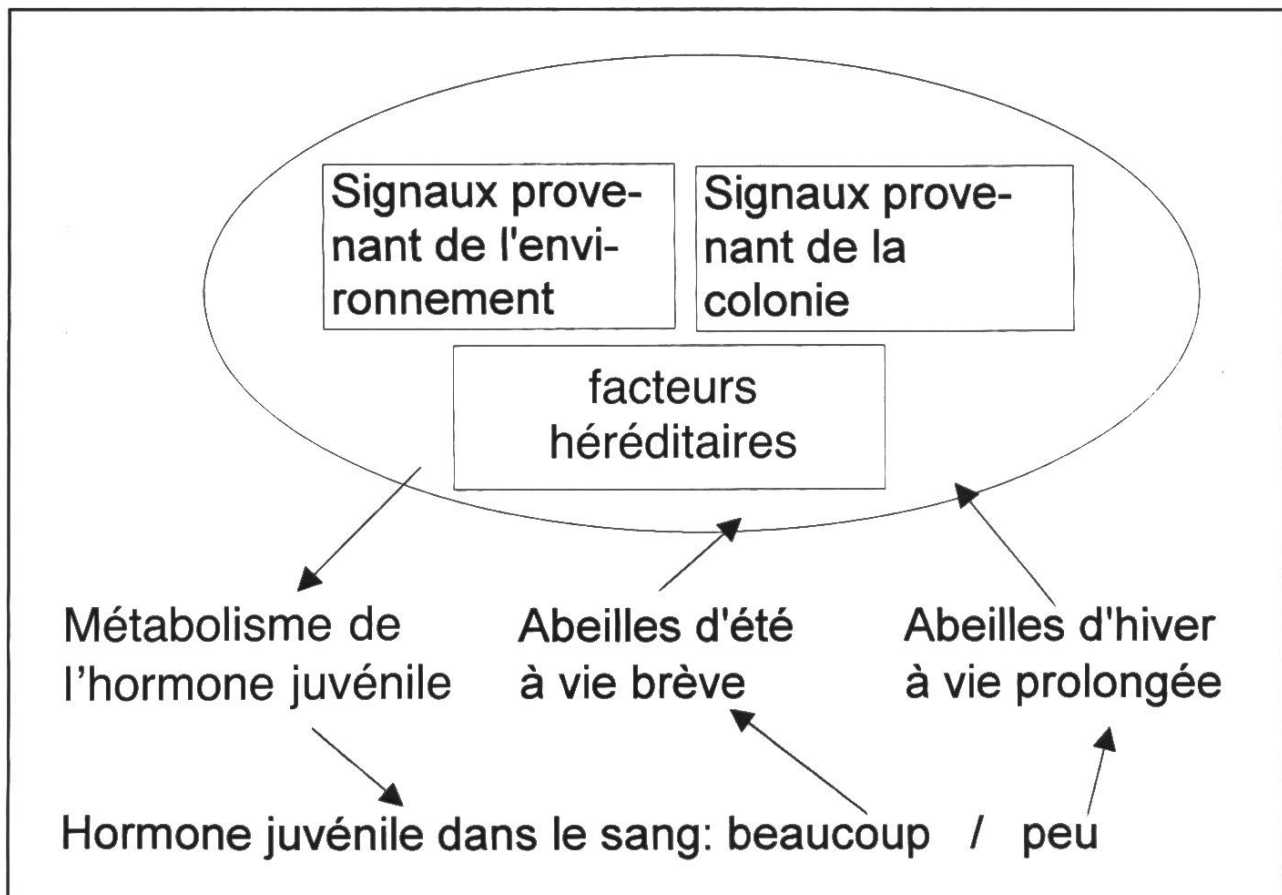 Signaux prove-
nant de l'envi-
ronnement
Signaux prove-
nant de la
colonie
facteurs
héréditaires
Métabolisme de
l'hormone juvénile
Abeilles d'été
à vie brève
Abeilles d'hiver
à vie prolongée
Hormone juvénile dans le sang: beaucoup / peu